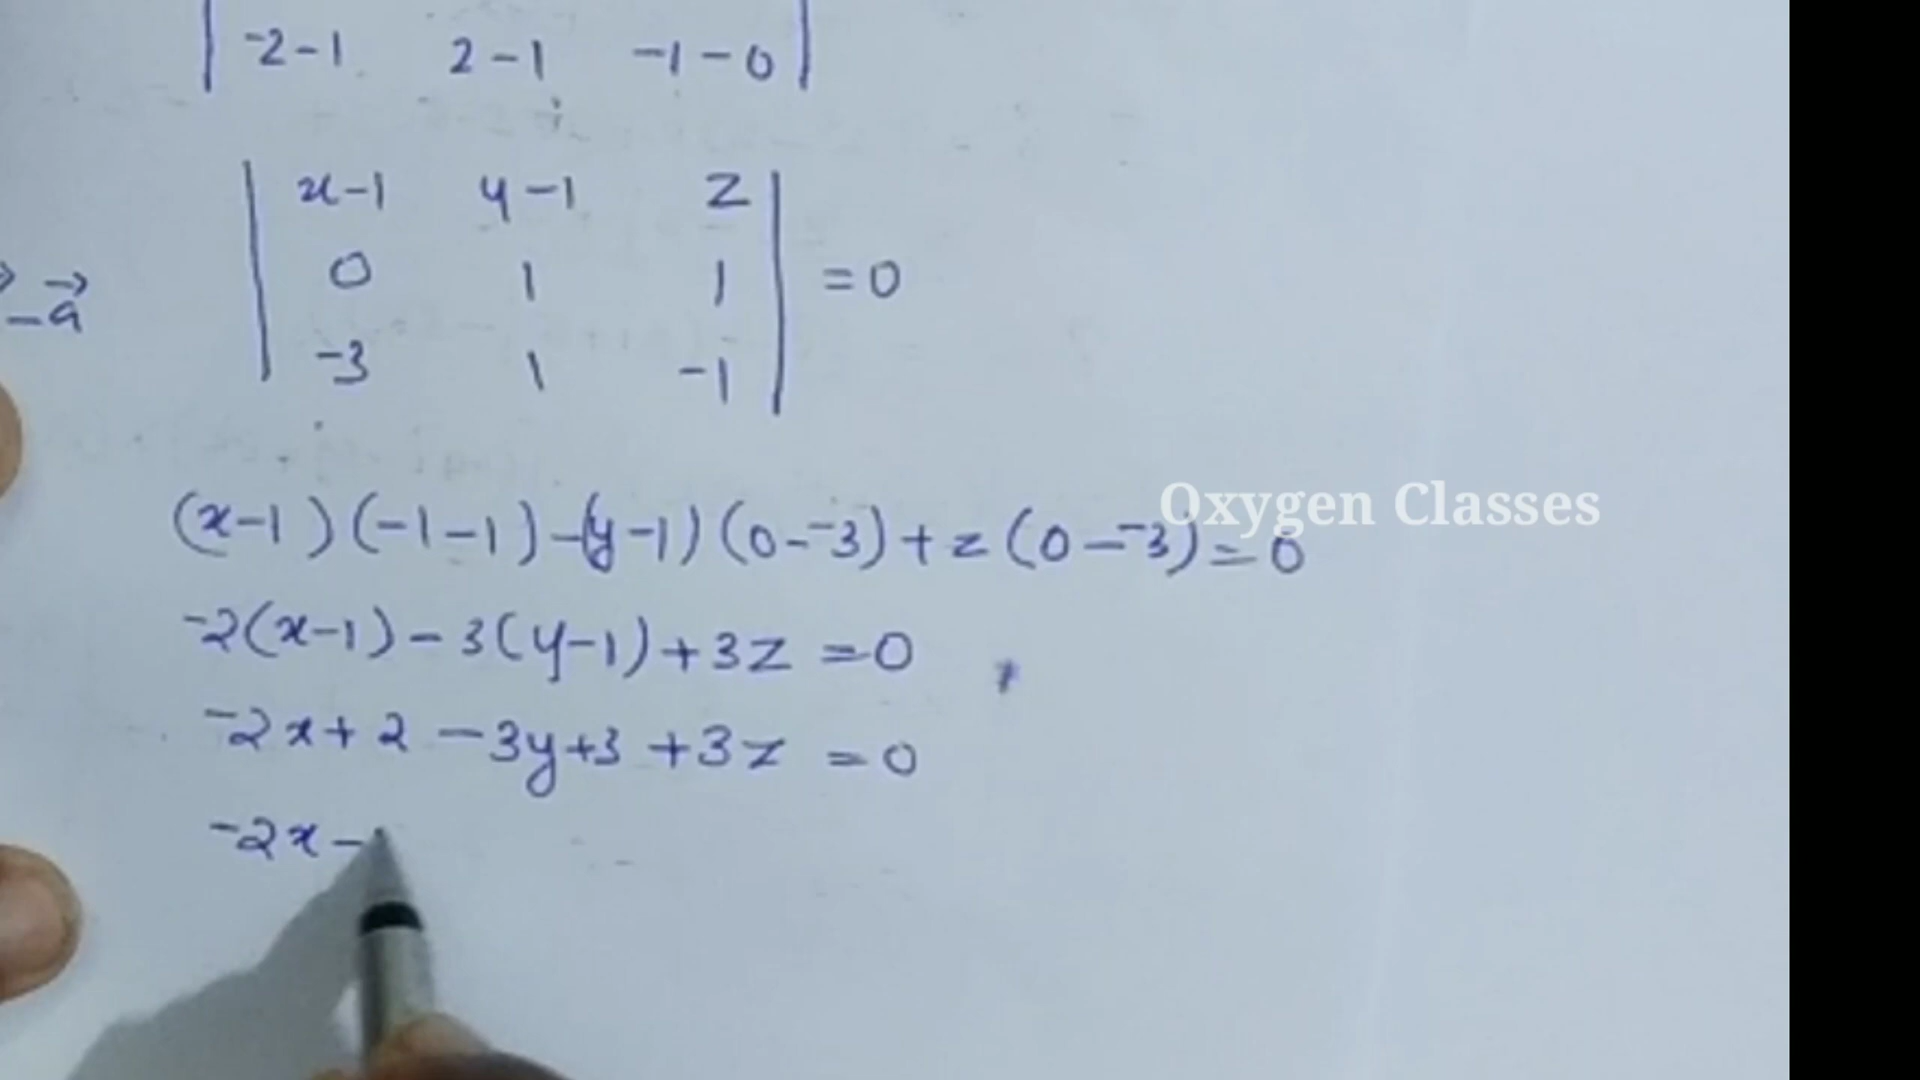 -2-1 2-1 -1-0
x-1 y-1 z
0 1 1 = 0
-3 1 -1
-a⃗
(x-1)(-1-1)-(y-1)(0--3)+z(0--3)=0
Oxygen Classes
-2(x-1)-3(y-1)+3z=0
-2x+2-3y+3+3z=0
-2x-